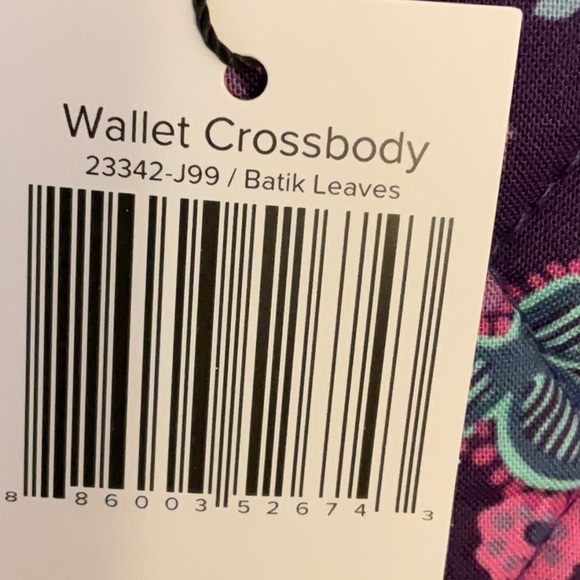 Wallet Crossbody
23342-J99 / Batik Leaves
8 86003 52674 3